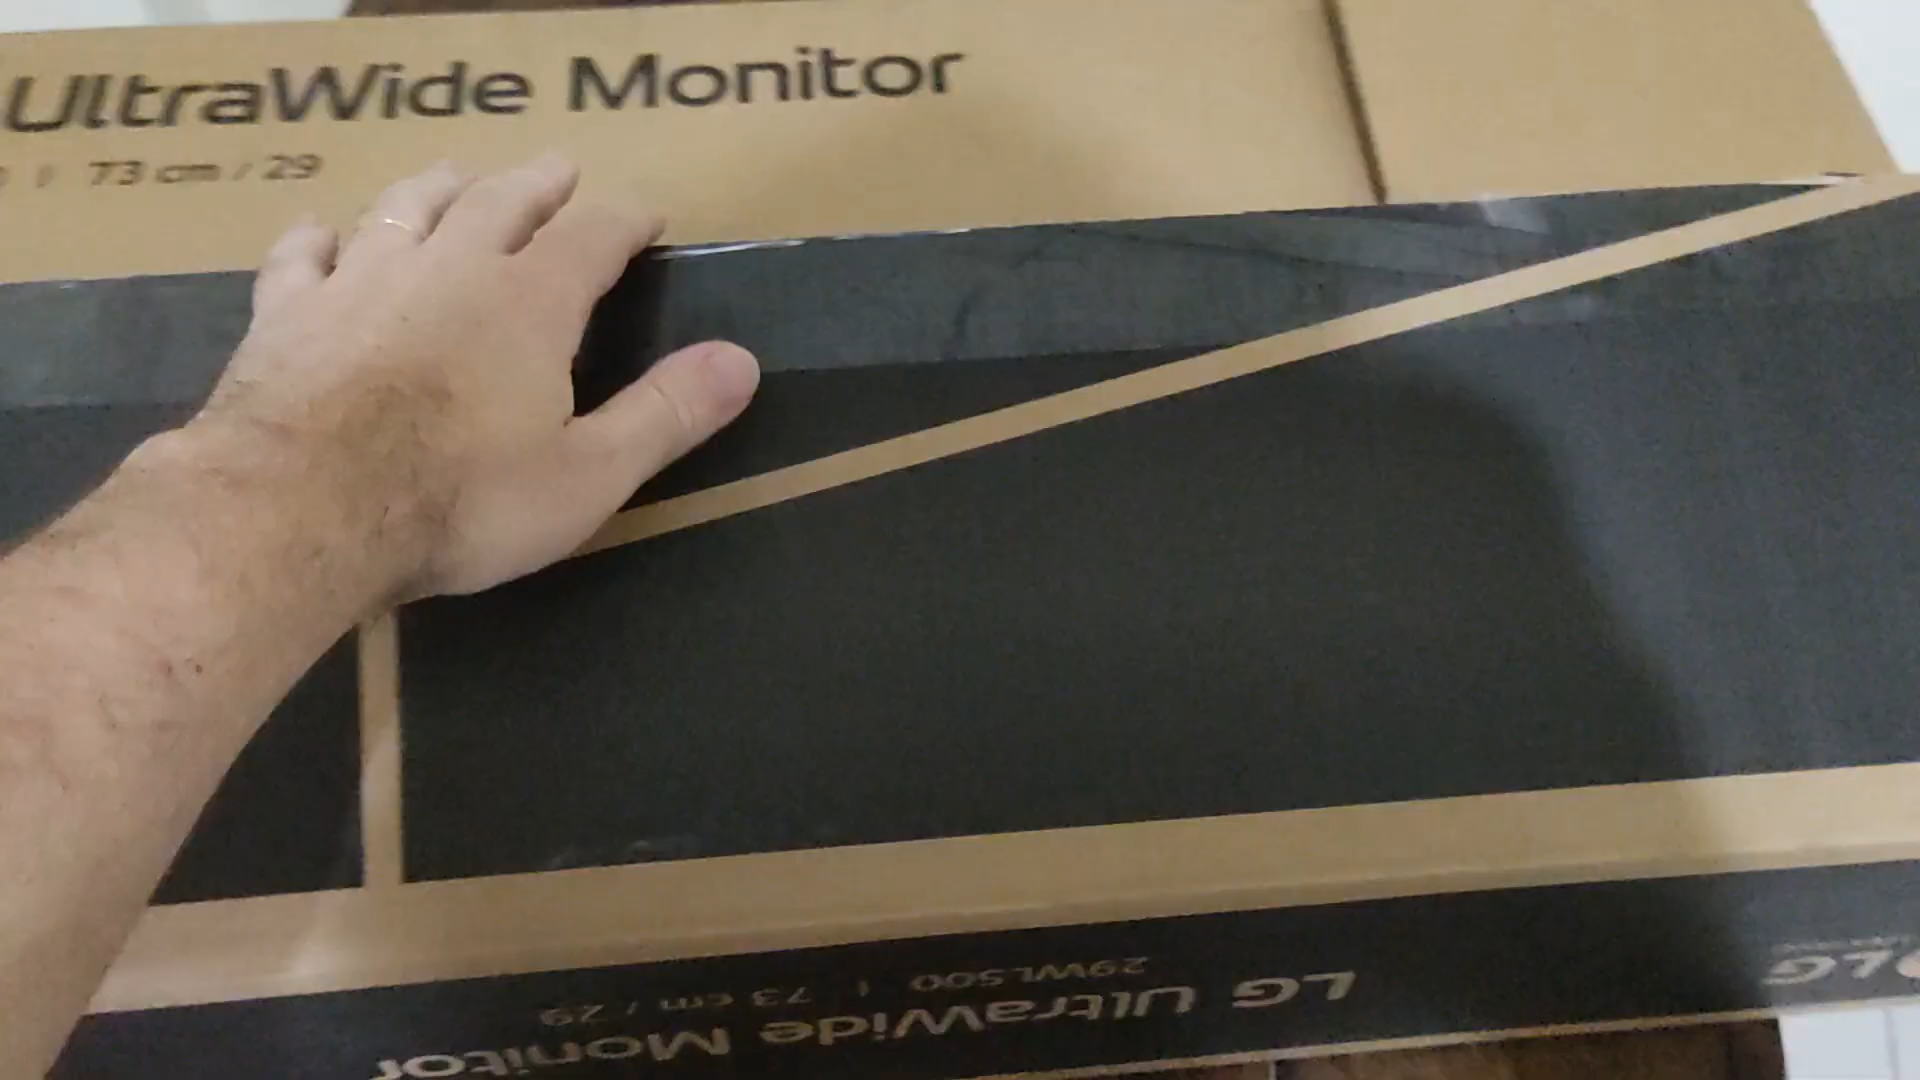 UltraWide Monitor
73 cm / 29
LG
LG UltraWide Monitor
29WL500 | 73 cm / 29